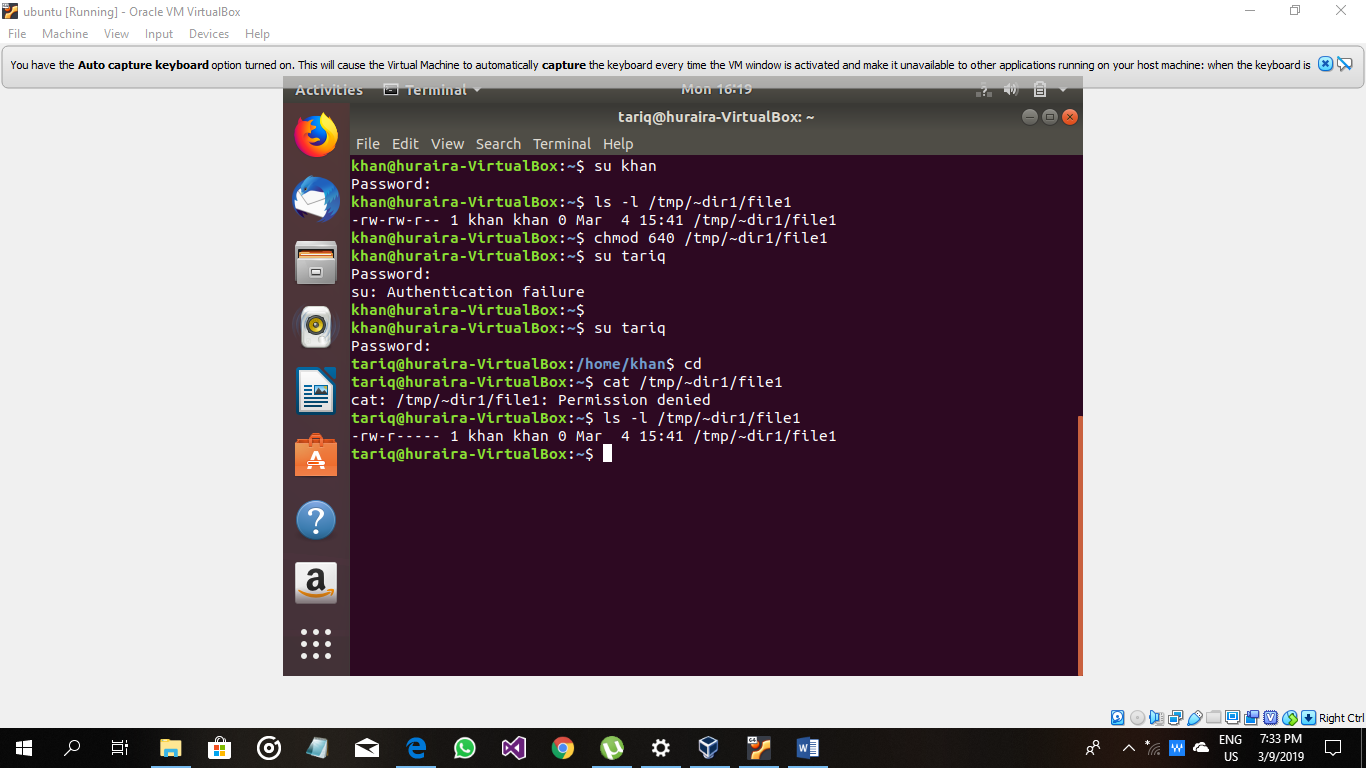 ubuntu [Running] - Oracle VM VirtualBox
File Machine View Input Devices Help
You have the Auto capture keyboard option turned on. This will cause the Virtual Machine to automatically capture the keyboard every time the VM window is activated and make it unavailable to other applications running on your host machine: when the keyboard is
Activities Terminal Mon 16:19
tariq@huraira-VirtualBox: ~
File Edit View Search Terminal Help
khan@huraira-VirtualBox:~$ su khan
Password:
khan@huraira-VirtualBox:~$ ls -l /tmp/~dir1/file1
-rw-rw-r-- 1 khan khan 0 Mar  4 15:41 /tmp/~dir1/file1
khan@huraira-VirtualBox:~$ chmod 640 /tmp/~dir1/file1
khan@huraira-VirtualBox:~$ su tariq
Password:
su: Authentication failure
khan@huraira-VirtualBox:~$
khan@huraira-VirtualBox:~$ su tariq
Password:
tariq@huraira-VirtualBox:/home/khan$ cd
tariq@huraira-VirtualBox:~$ cat /tmp/~dir1/file1
cat: /tmp/~dir1/file1: Permission denied
tariq@huraira-VirtualBox:~$ ls -l /tmp/~dir1/file1
-rw-r----- 1 khan khan 0 Mar  4 15:41 /tmp/~dir1/file1
tariq@huraira-VirtualBox:~$
Right Ctrl
ENG
US
7:33 PM
3/9/2019